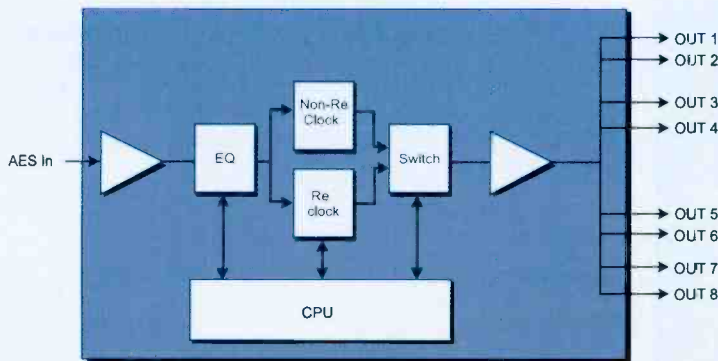 OUT 1
OUT 2
OUT 3
OUT 4
Non-Re
Clock
AES In
EQ
Switch
Re
clock
OUT 5
OUT 6
OUT 7
OUT 8
CPU